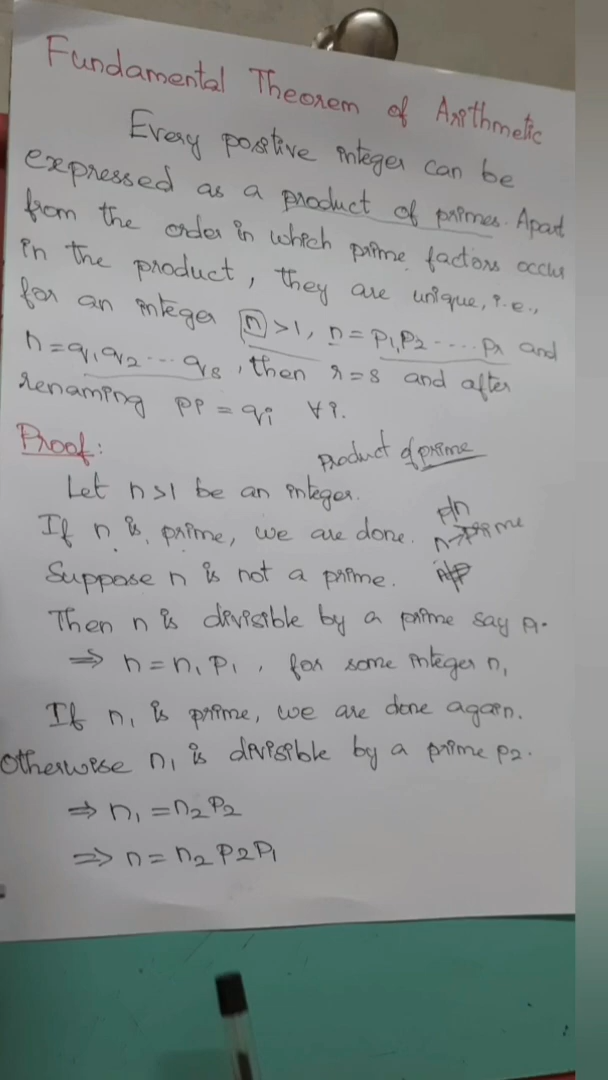 Fundamental Theorem of Arithmetic
Every positive integer can be
expressed as a product of primes. Apart
from the order in which prime factors occur
in the product, they are unique, i.e.,
for an integer n>1, n=p₁p₂.....pr and
n=q₁q₂...qs, then r=s and after
renaming pi = qi ∀i.
Proof:
product of prime
Let n>1 be an integer.
If n is prime, we are done.
n→prime
Suppose n is not a prime.
Then n is divisible by a prime say p₁.
⇒ n=n₁p₁, for some integer n₁
If n₁ is prime, we are done again.
otherwise n₁ is divisible by a prime p₂.
⇒ n₁=n₂p₂
⇒ n=n₂p₂p₁